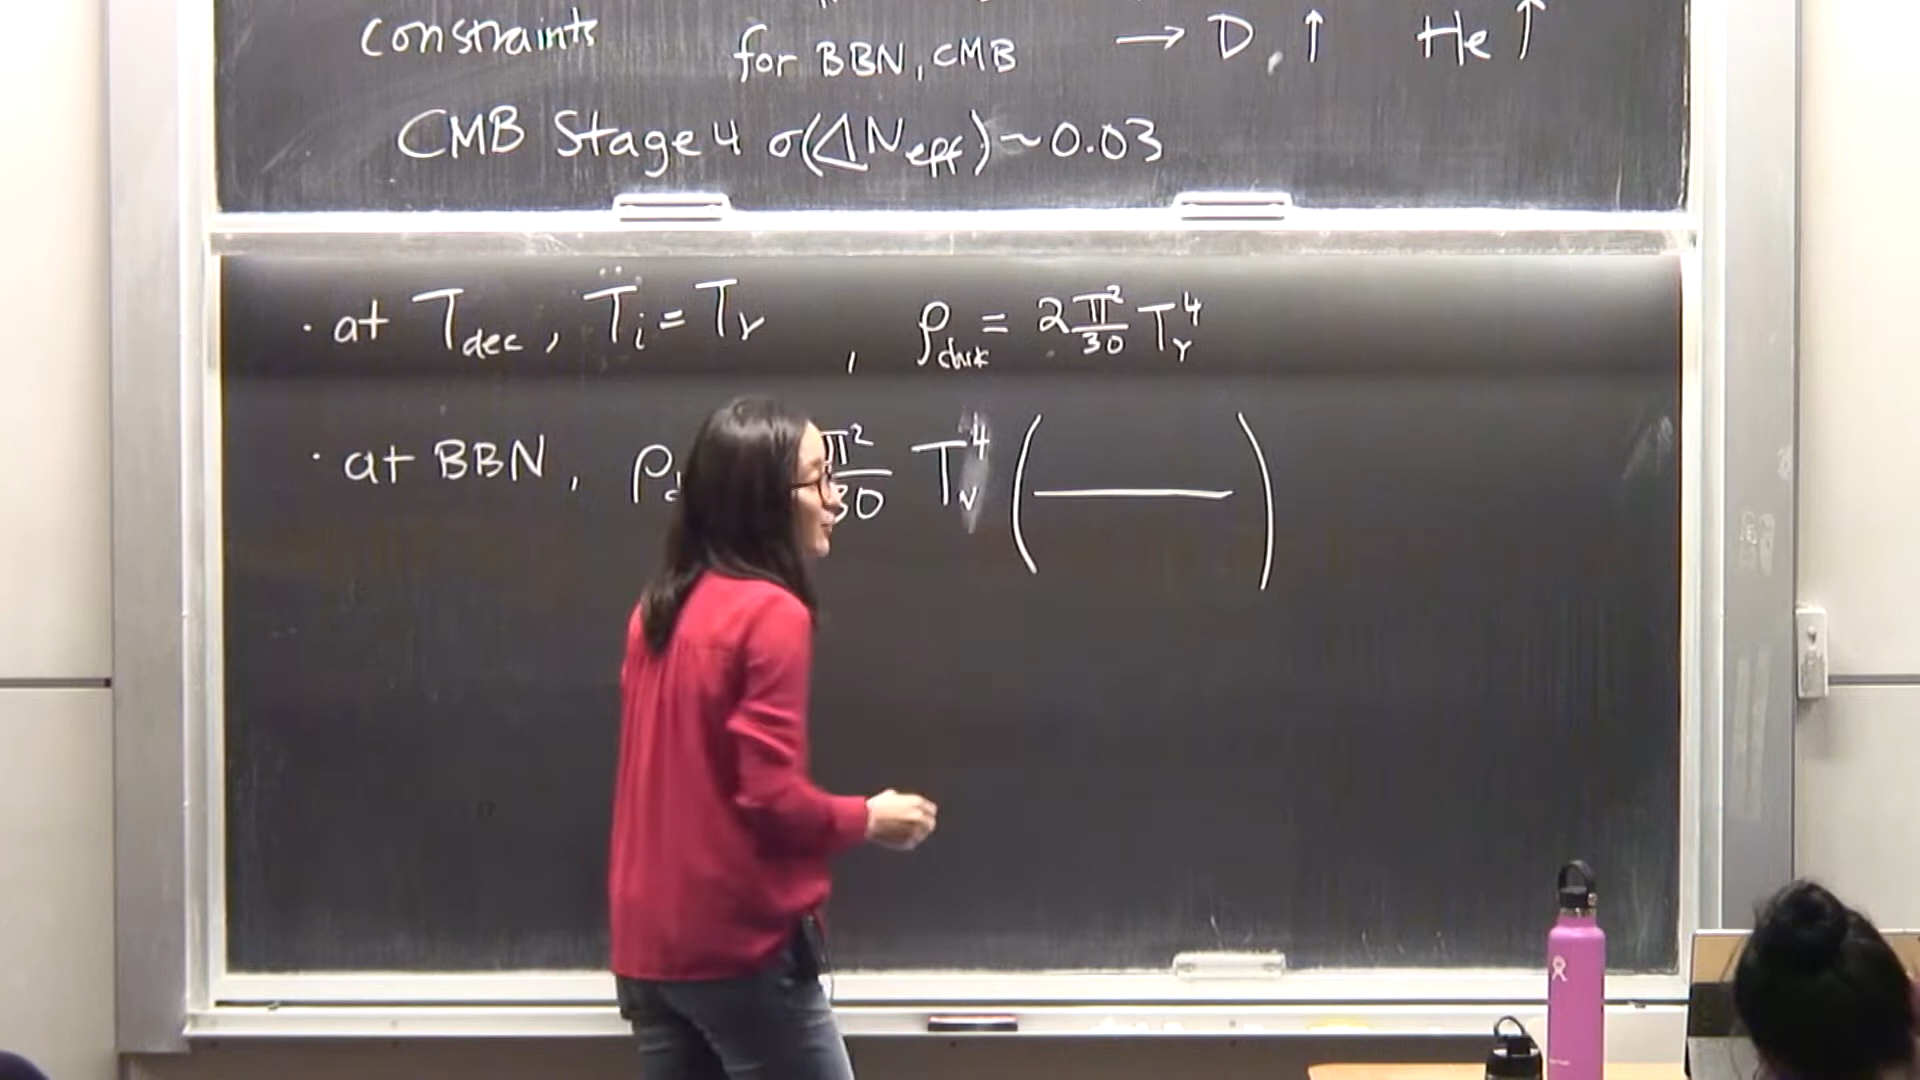 constraints for BBN, CMB → D, ↑ He ↑
CMB Stage 4 σ(ΔN_eff) ~ 0.03
· at T_dec, T̈_i = T_γ , ρ_dark = 2 π²/30 T_γ⁴
· at BBN, ρ π²/30 T_ν⁴ ( —— )